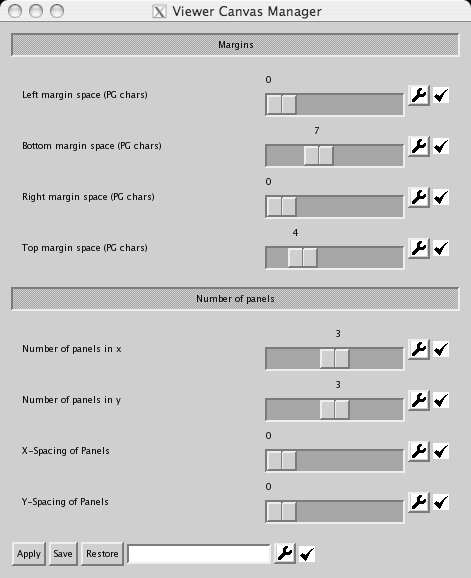 Viewer Canvas Manager
Margins
0
Left margin space (PG chars)
7
Bottom margin space (PG chars)
0
Right margin space (PG chars)
4
Top margin space (PG chars)
Number of panels
3
Number of panels in x
3
Number of panels in y
0
X-Spacing of Panels
0
Y-Spacing of Panels
Apply Save Restore